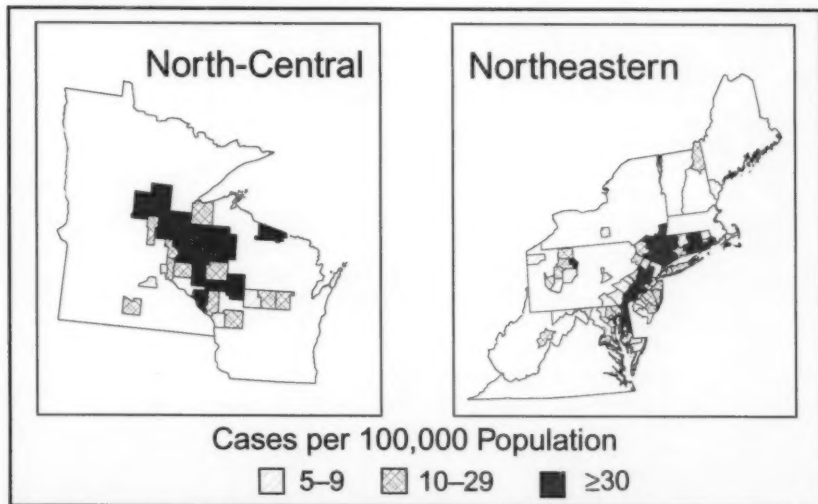 North-Central
Northeastern
Cases per 100,000 Population
5–9 10–29 ≥30